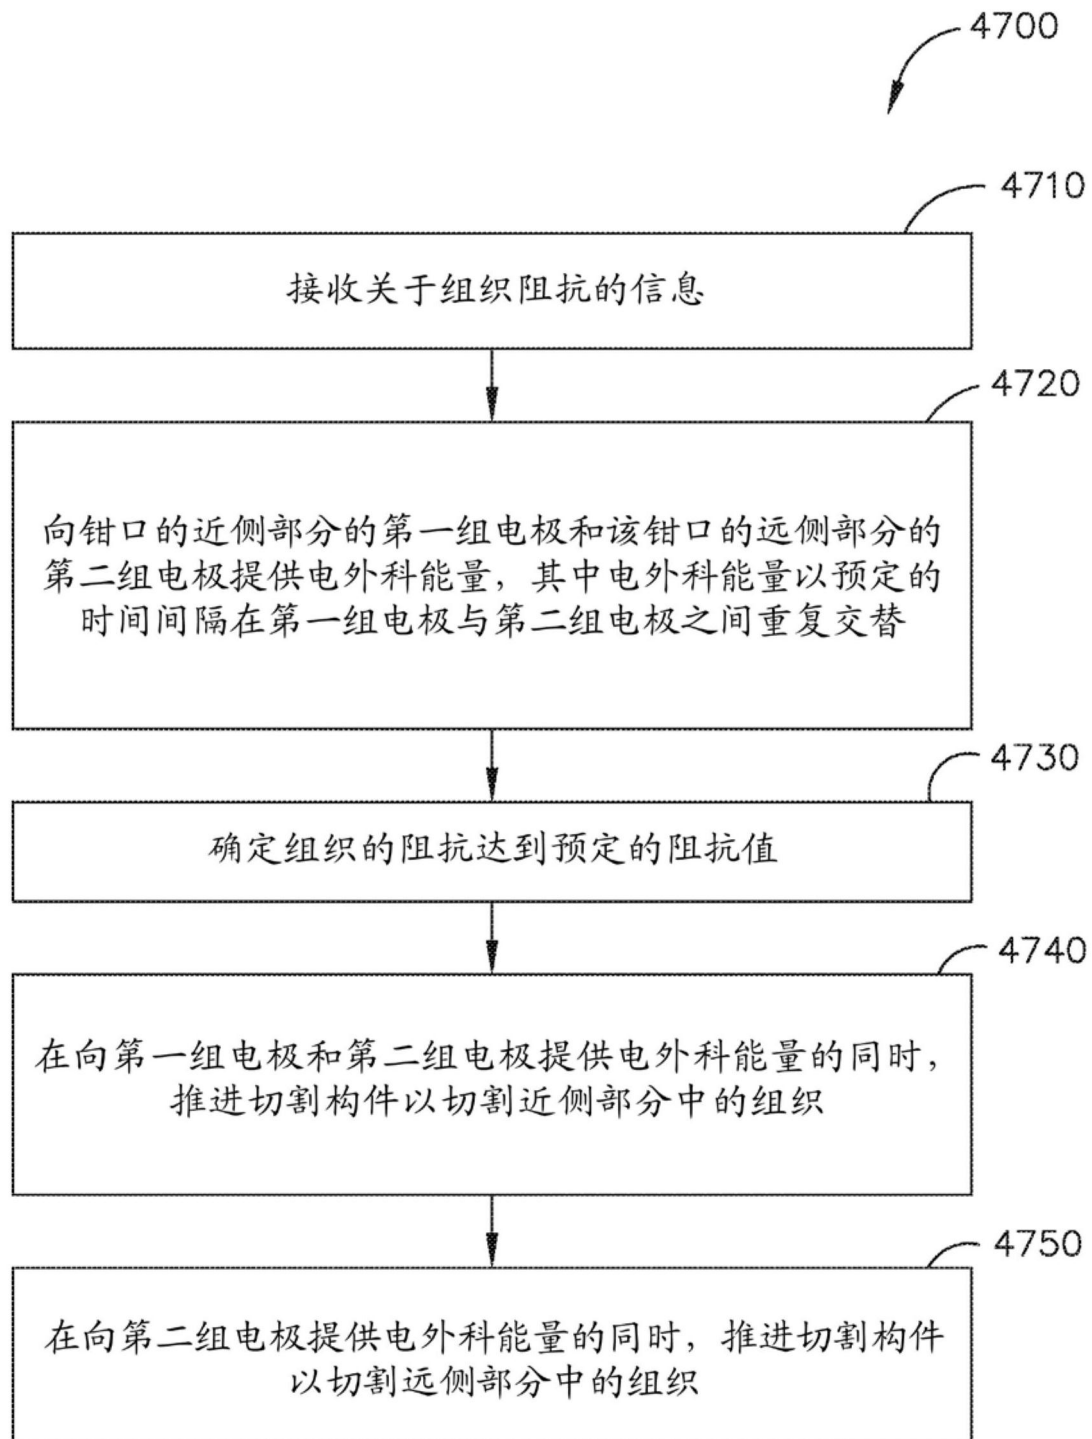 4700
4710
接收关于组织阻抗的信息
4720
向钳口的近侧部分的第一组电极和该钳口的远侧部分的
第二组电极提供电外科能量，其中电外科能量以预定的
时间间隔在第一组电极与第二组电极之间重复交替
4730
确定组织的阻抗达到预定的阻抗值
4740
在向第一组电极和第二组电极提供电外科能量的同时，
推进切割构件以切割近侧部分中的组织
4750
在向第二组电极提供电外科能量的同时，推进切割构件
以切割远侧部分中的组织